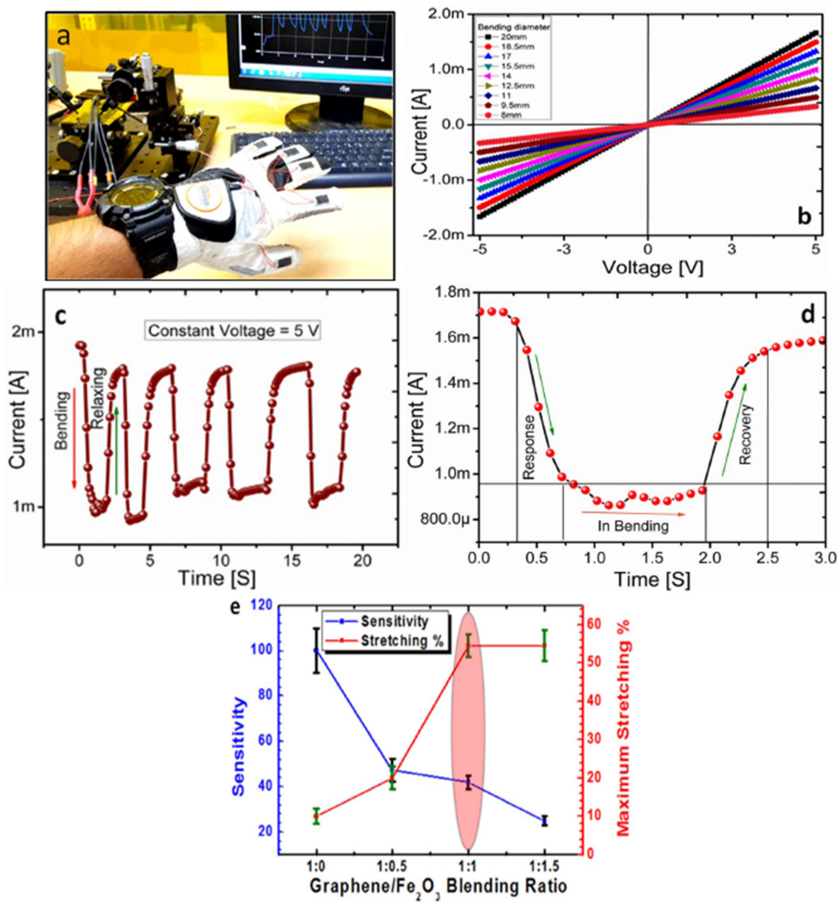 a
Current [A]
2.0m
1.0m
0.0
-1.0m
-2.0m
Bending diameter
20mm
18.5mm
17
15.5mm
14
12.5mm
11
9.5mm
8mm
b
-5
-3
0
3
5
Voltage [V]
c
Constant Voltage = 5 V
Current [A]
2m
1m
Bending
Relaxing
0
5
10
15
20
Time [S]
d
Current [A]
1.8m
1.6m
1.4m
1.2m
1.0m
800.0µ
Response
In Bending
Recovery
0.0
0.5
1.0
1.5
2.0
2.5
3.0
Time [S]
e
Sensitivity
Stretching %
Sensitivity
120
100
80
60
40
20
Maximum Stretching %
60
50
40
30
20
10
0
1:0
1:0.5
1:1
1:1.5
Graphene/Fe₂O₃ Blending Ratio